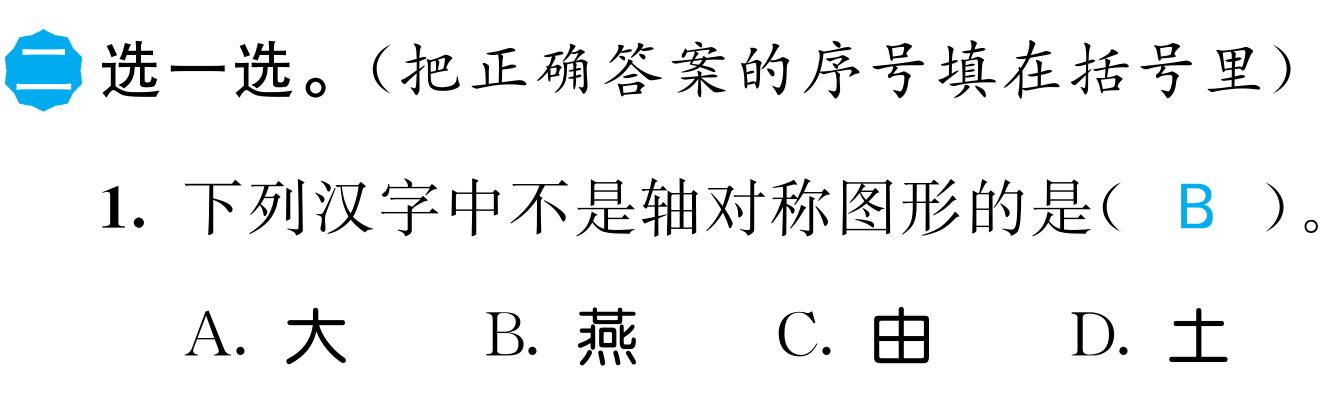 二 选一选。(把正确答案的序号填在括号里)
1. 下列汉字中不是轴对称图形的是( B )。
A. 大 B. 燕 C. 由 D. 土